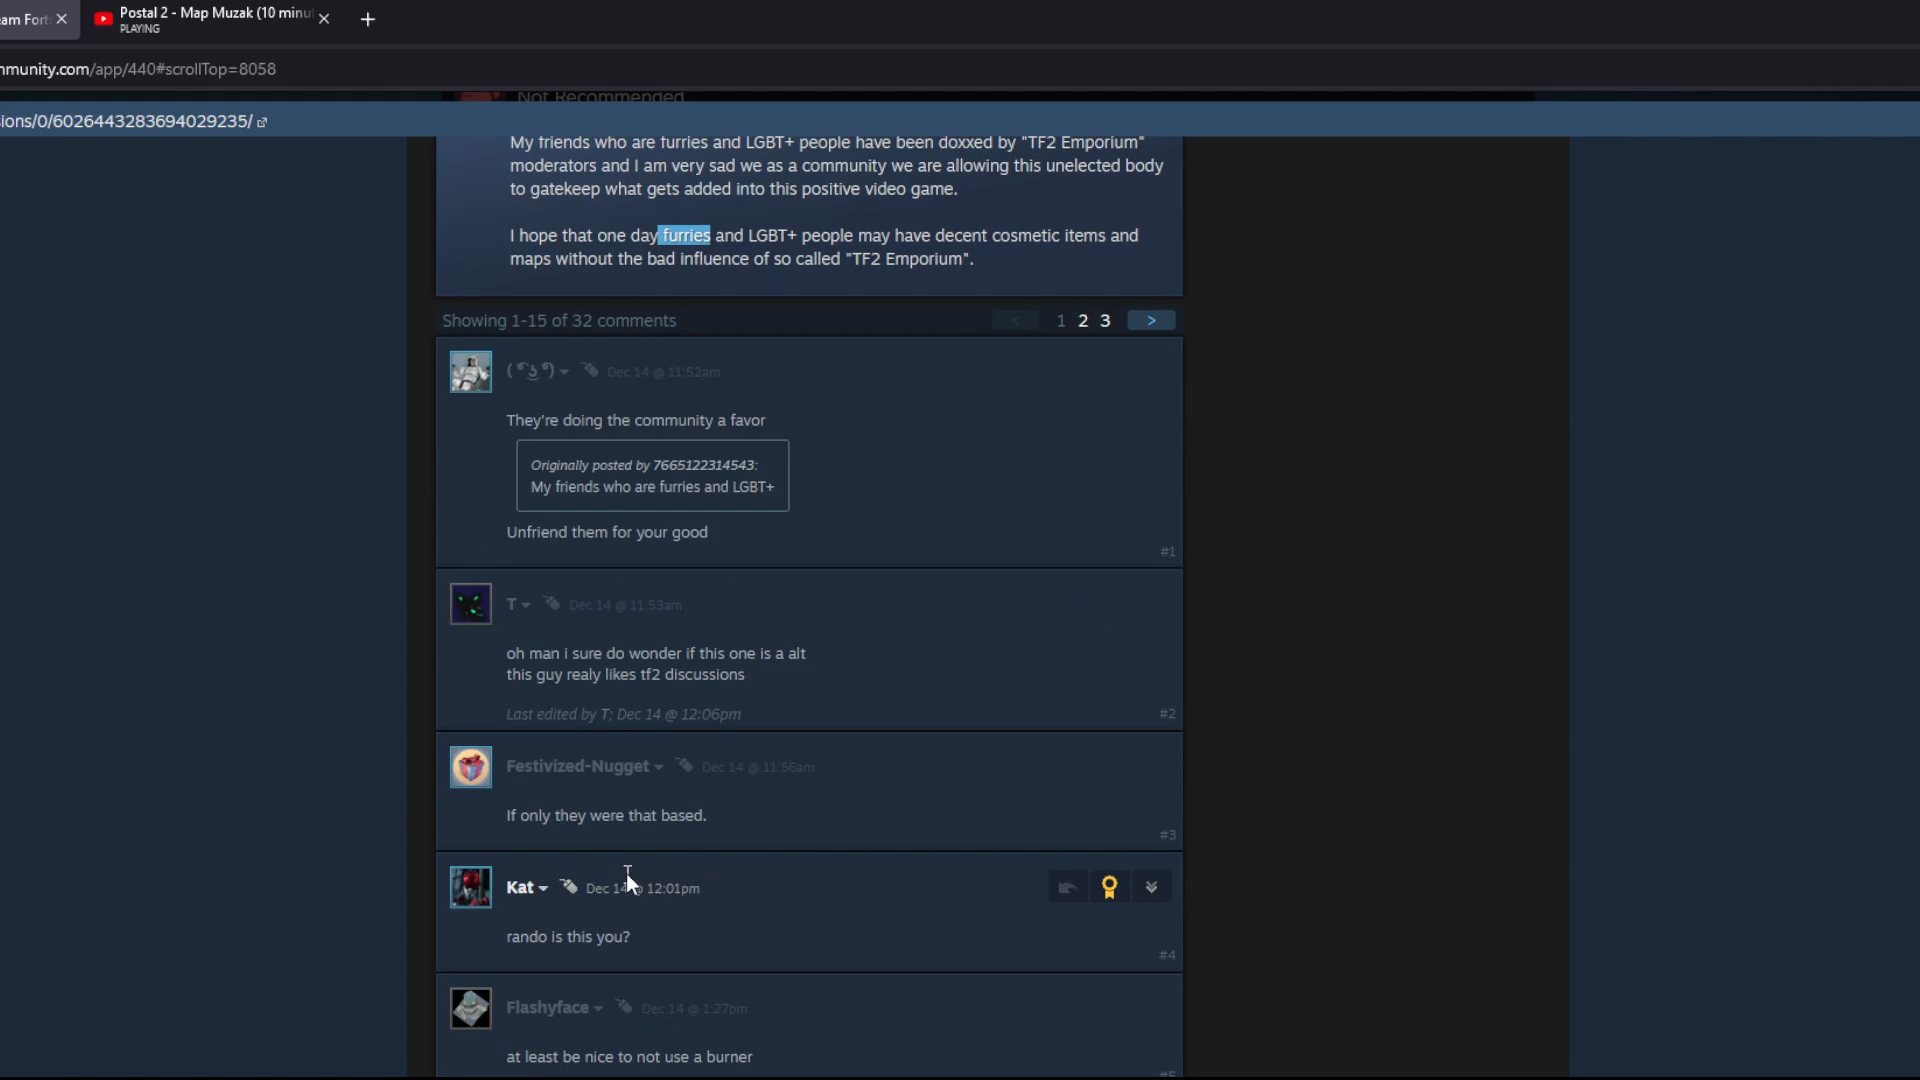 eam Fort
Postal 2 - Map Muzak (10 minut
PLAYING
mmunity.com/app/440#scrollTop=8058
Not Recommended
sions/0/6026443283694029235/
My friends who are furries and LGBT+ people have been doxxed by "TF2 Emporium"
moderators and I am very sad we as a community we are allowing this unelected body
to gatekeep what gets added into this positive video game.
I hope that one day furries and LGBT+ people may have decent cosmetic items and
maps without the bad influence of so called "TF2 Emporium".
Showing 1-15 of 32 comments
< 1 2 3 >
( ͡° ͜ʖ ͡°) Dec 14 @ 11:52am
They're doing the community a favor
Originally posted by 7665122314543:
My friends who are furries and LGBT+
Unfriend them for your good
#1
T Dec 14 @ 11:53am
oh man i sure do wonder if this one is a alt
this guy realy likes tf2 discussions
Last edited by T; Dec 14 @ 12:06pm
#2
Festivized-Nugget Dec 14 @ 11:56am
If only they were that based.
#3
Kat Dec 14 @ 12:01pm
rando is this you?
#4
Flashyface Dec 14 @ 1:27pm
at least be nice to not use a burner
#5